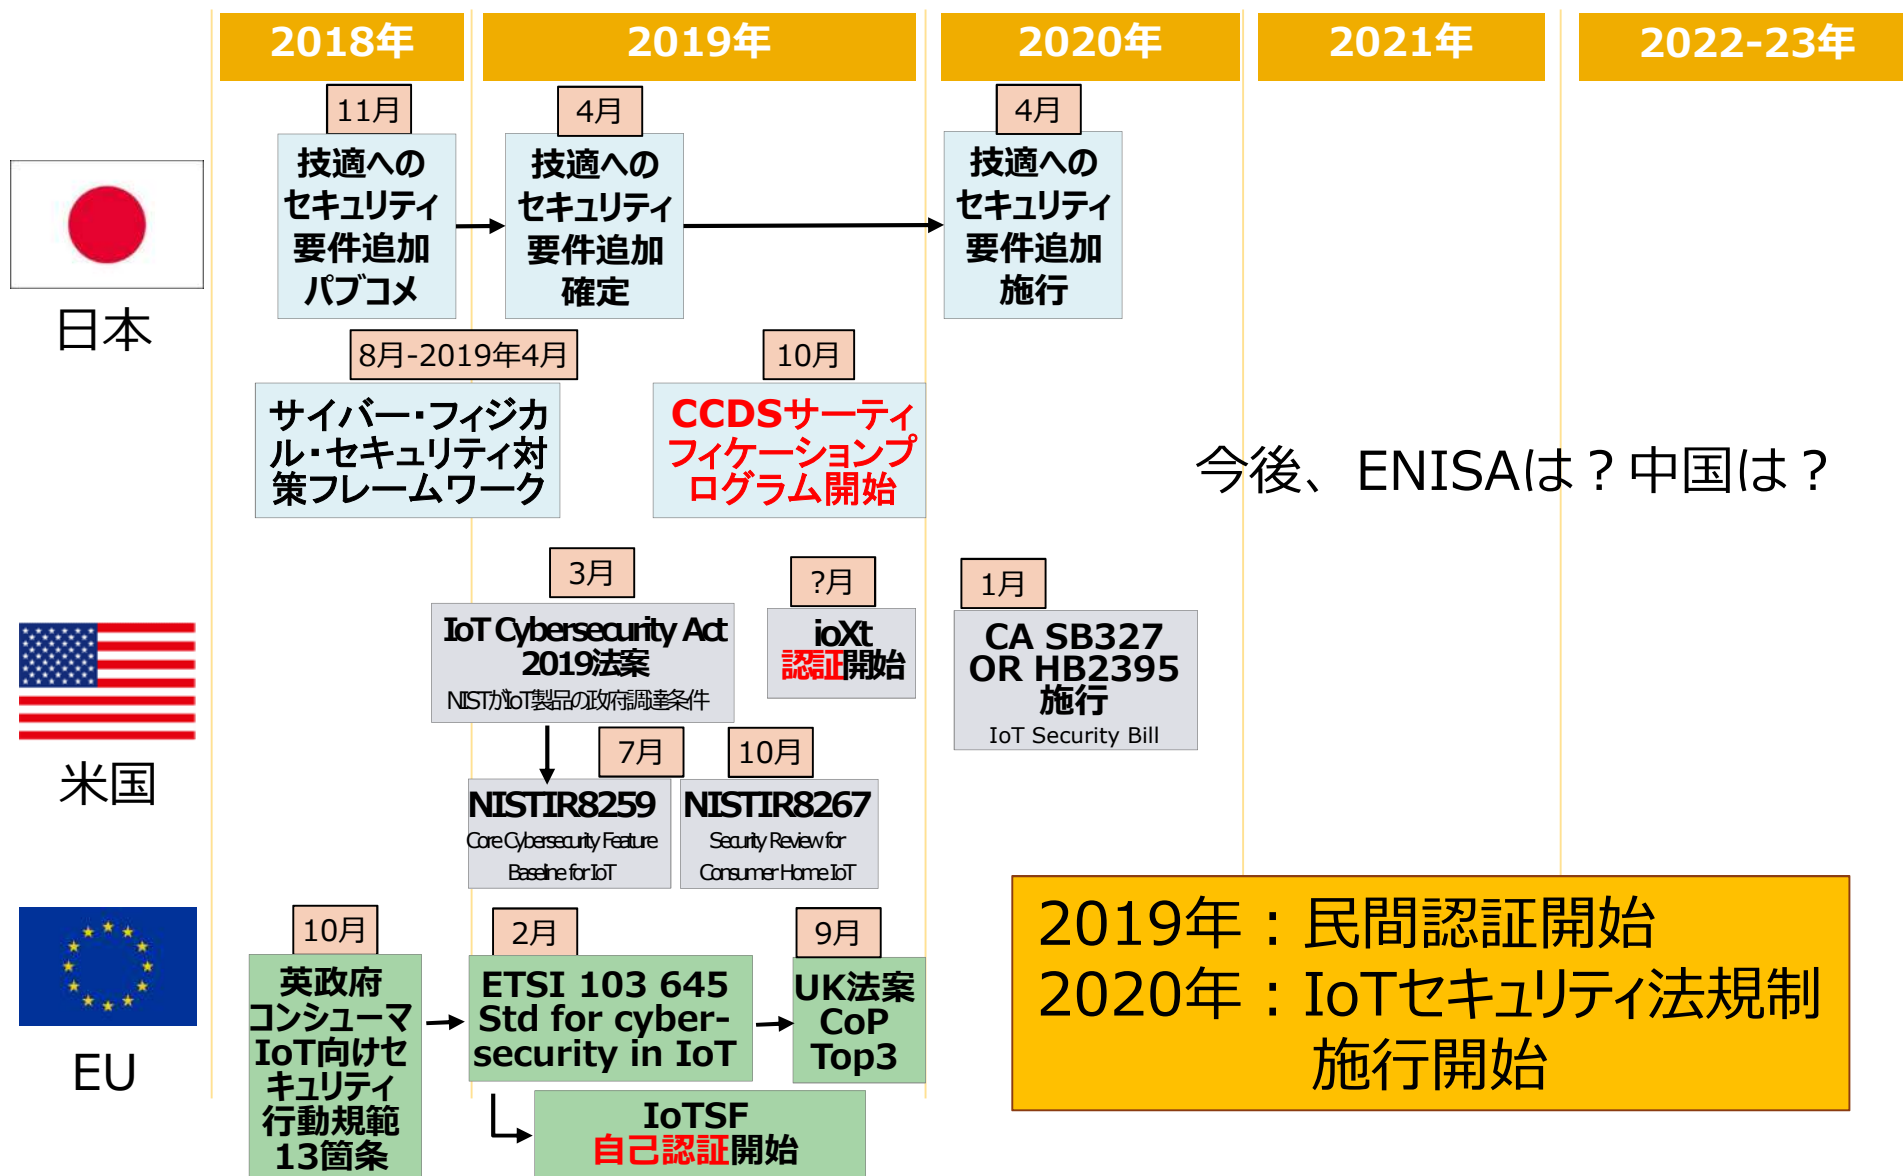 2018年
2019年
2020年
2021年
2022-23年
11月
技適への
セキュリティ
要件追加
パブコメ
4月
技適への
セキュリティ
要件追加
確定
4月
技適への
セキュリティ
要件追加
施行
日本
8月-2019年4月
サイバー・フィジカ
ル・セキュリティ対
策フレームワーク
10月
CCDSサーティ
フィケーションプ
ログラム開始
今後、ENISAは？中国は？
3月
IoT Cybersecurity Act
2019法案
NISTがIoT製品の政府調達条件
?月
ioXt
認証開始
1月
CA SB327
OR HB2395
施行
IoT Security Bill
米国
7月
NISTIR8259
Core Cybersecurity Feature
Baseline for IoT
10月
NISTIR8267
Security Review for
Consumer Home IoT
EU
10月
英政府
コンシューマ
IoT向けセ
キュリティ
行動規範
13箇条
2月
ETSI 103 645
Std for cyber-
security in IoT
9月
UK法案
CoP
Top3
IoTSF
自己認証開始
2019年：民間認証開始
2020年：IoTセキュリティ法規制
施行開始